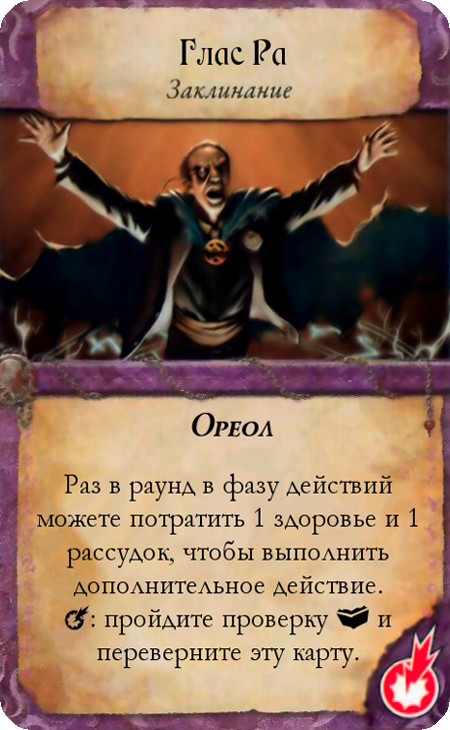 Глас Ра
Заклинание
Ореол
Раз в раунд в фазу действий
можете потратить 1 здоровье и 1
рассудок, чтобы выполнить
дополнительное действие.
: пройдите проверку и
переверните эту карту.